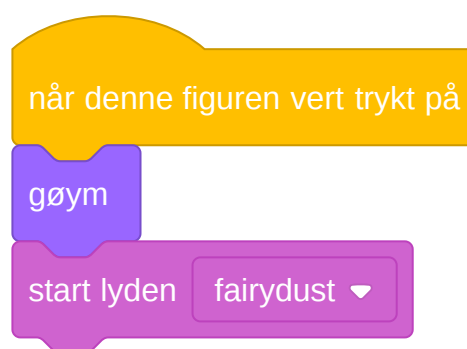 når denne figuren vert trykt på
gøym
start lyden fairydust